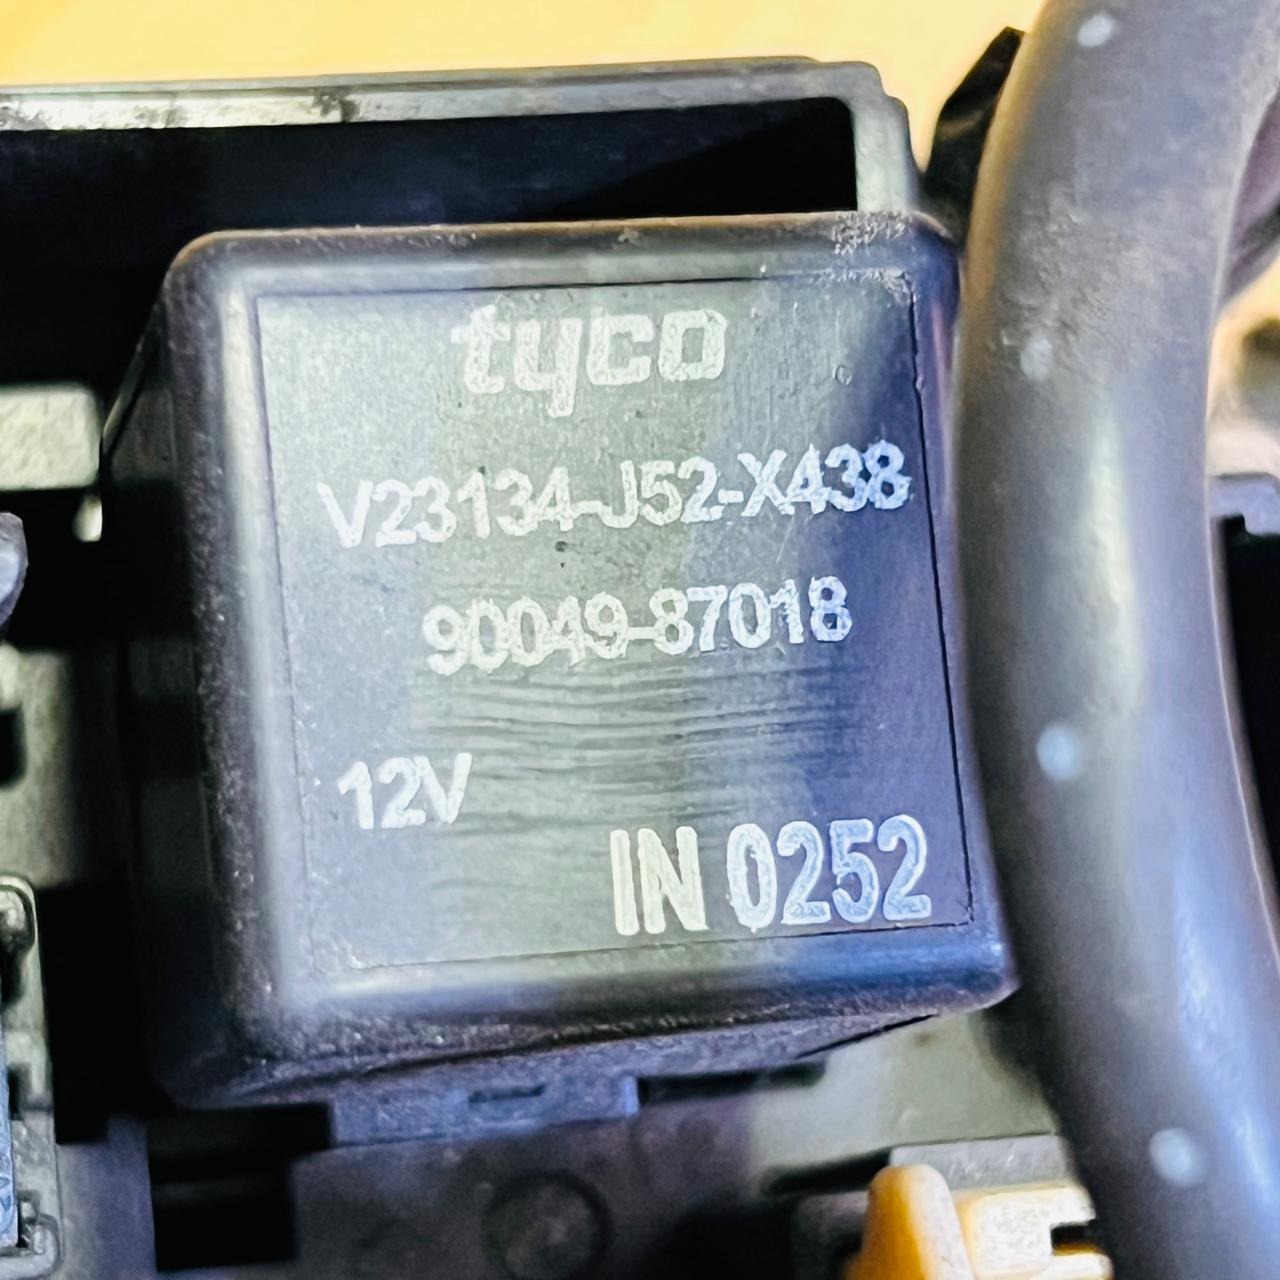 tyco
V23134-J52-X438
90049-87018
12V
IN 0252